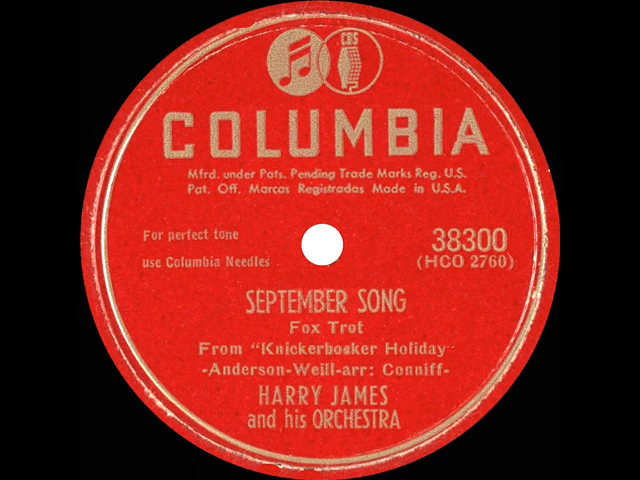 CBS
COLUMBIA
Mfrd. under Pats. Pending Trade Marks Reg. U.S.
Pat. Off. Marcas Registradas Made in U.S.A.
For perfect tone
use Columbia Needles
38300
(HCO 2760)
SEPTEMBER SONG
Fox Trot
From "Knickerbocker Holiday"
-Anderson-Weill-arr: Conniff-
HARRY JAMES
and his ORCHESTRA